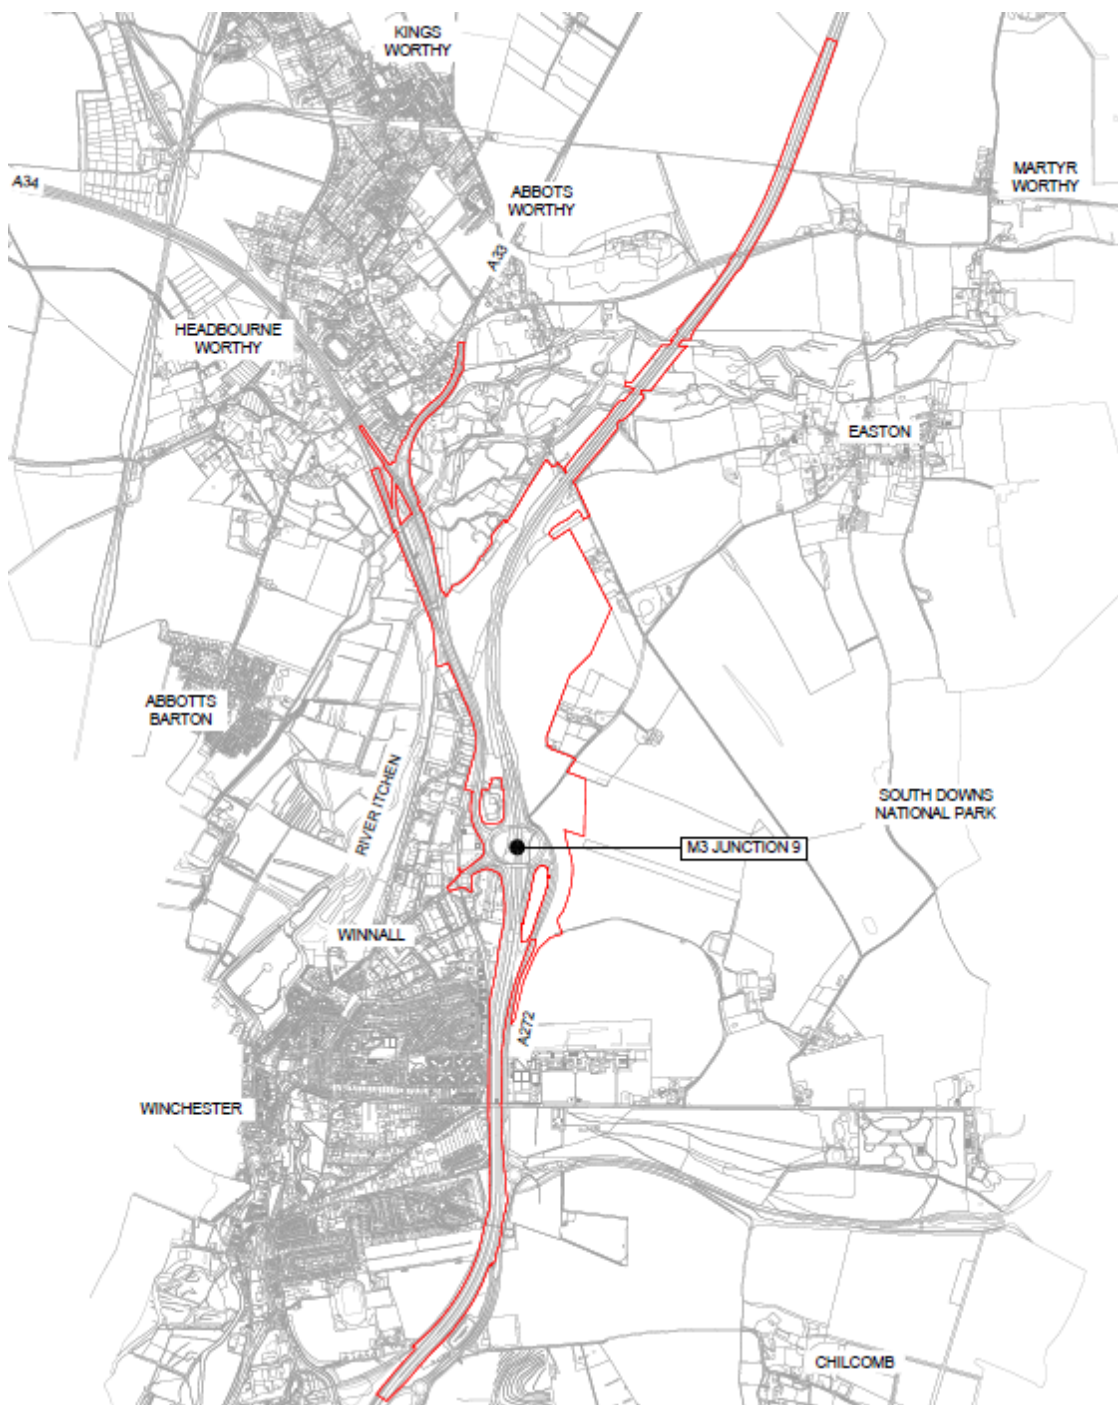 KINGS
WORTHY
A34
MARTYR
WORTHY
ABBOTS
WORTHY
A33
HEADBOURNE
WORTHY
EASTON
ABBOTTS
BARTON
RIVER ITCHEN
SOUTH DOWNS
NATIONAL PARK
M3 JUNCTION 9
WINNALL
A272
WINCHESTER
CHILCOMB